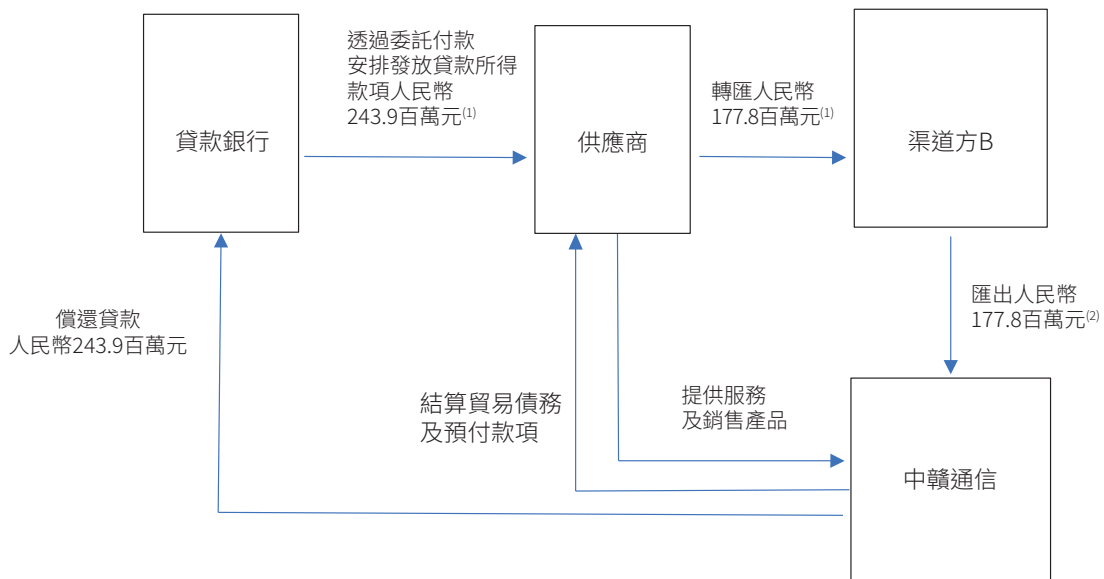 透過委託付款
安排發放貸款所得
款項人民幣
243.9百萬元(1)
轉匯人民幣
177.8百萬元(1)
貸款銀行
供應商
渠道方B
匯出人民幣
177.8百萬元(2)
償還貸款
人民幣243.9百萬元
結算貿易債務
及預付款項
提供服務
及銷售產品
中贛通信